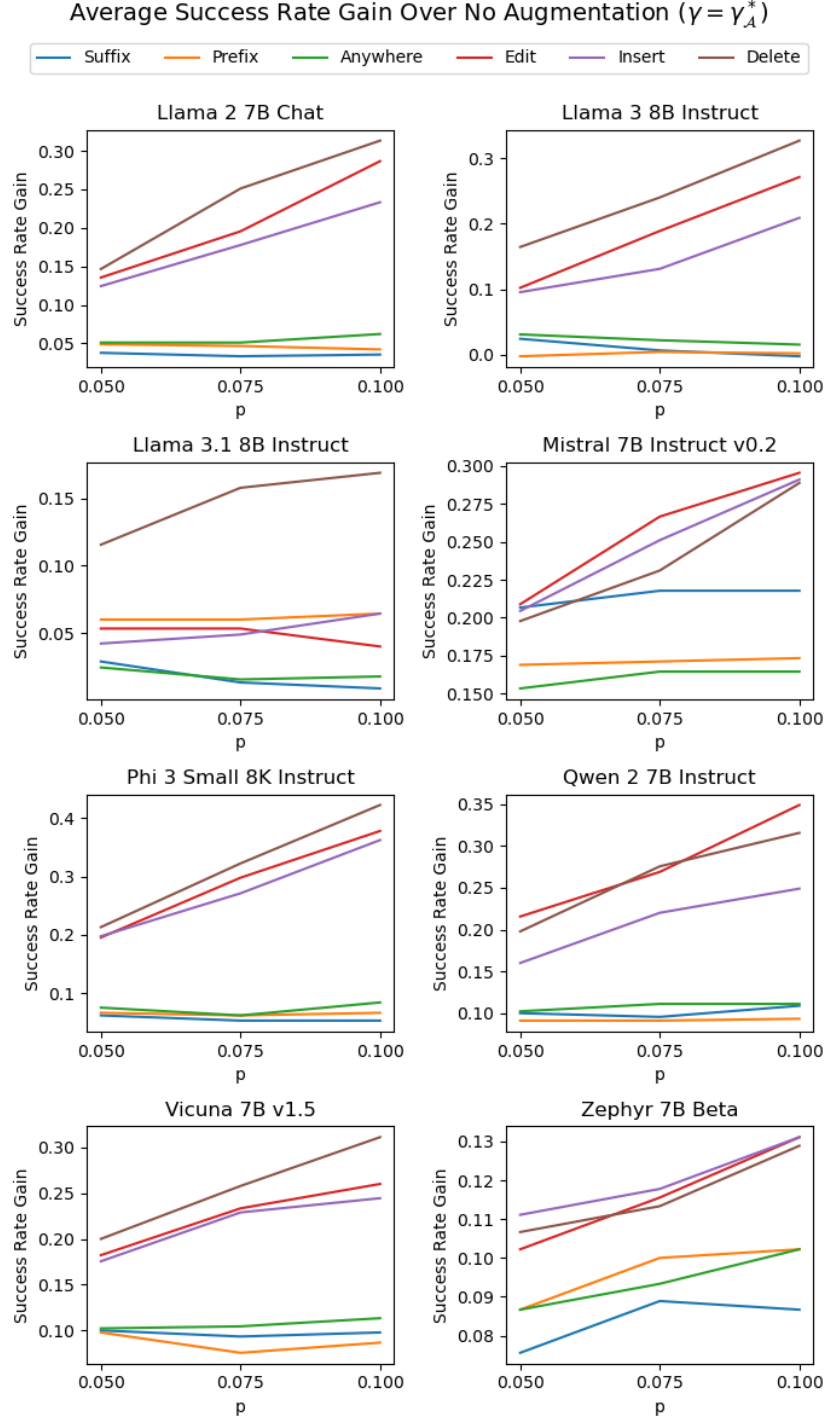 Average Success Rate Gain Over No Augmentation (γ = γ*_𝒜)
Suffix Prefix Anywhere Edit Insert Delete
Llama 2 7B Chat
Success Rate Gain
0.30
0.25
0.20
0.15
0.10
0.05
0.050 0.075 0.100
p
Llama 3 8B Instruct
Success Rate Gain
0.3
0.2
0.1
0.0
0.050 0.075 0.100
p
Llama 3.1 8B Instruct
Success Rate Gain
0.15
0.10
0.05
0.050 0.075 0.100
p
Mistral 7B Instruct v0.2
Success Rate Gain
0.300
0.275
0.250
0.225
0.200
0.175
0.150
0.050 0.075 0.100
p
Phi 3 Small 8K Instruct
Success Rate Gain
0.4
0.3
0.2
0.1
0.050 0.075 0.100
p
Qwen 2 7B Instruct
Success Rate Gain
0.35
0.30
0.25
0.20
0.15
0.10
0.050 0.075 0.100
p
Vicuna 7B v1.5
Success Rate Gain
0.30
0.25
0.20
0.15
0.10
0.050 0.075 0.100
p
Zephyr 7B Beta
Success Rate Gain
0.13
0.12
0.11
0.10
0.09
0.08
0.050 0.075 0.100
p